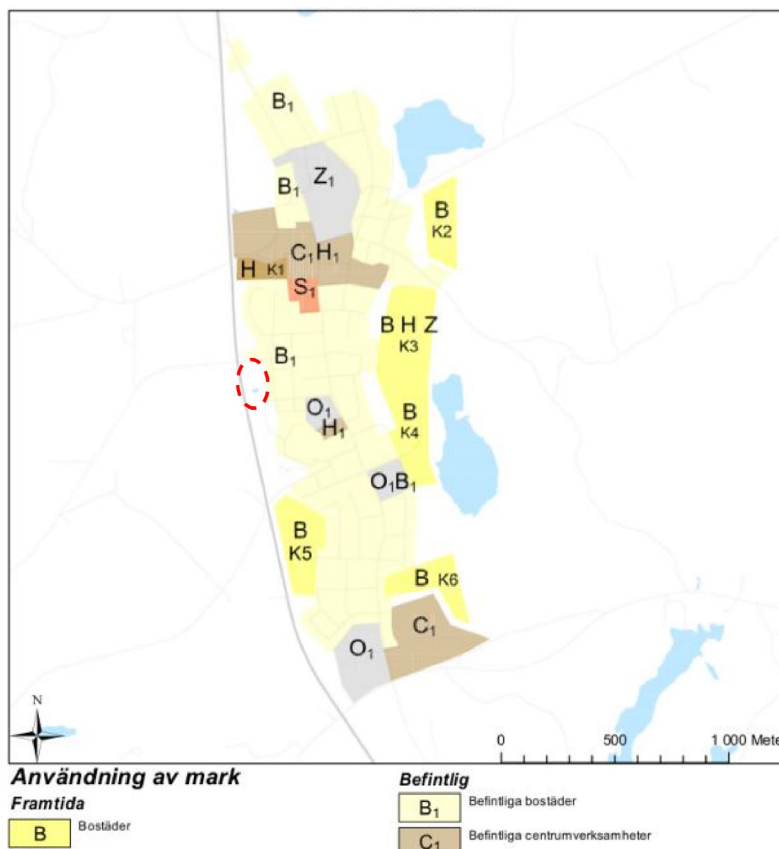 B₁
B₁
Z₁
B
K2
C₁H₁
H K1
S₁
B H Z
K3
B₁
O₁
H₁
B
K4
O₁B₁
B
K5
B K6
C₁
O₁
N
0 500 1 000 Mete
Användning av mark
Framtida
B Bostäder
Befintlig
B₁ Befintliga bostäder
C₁ Befintliga centrumverksamheter